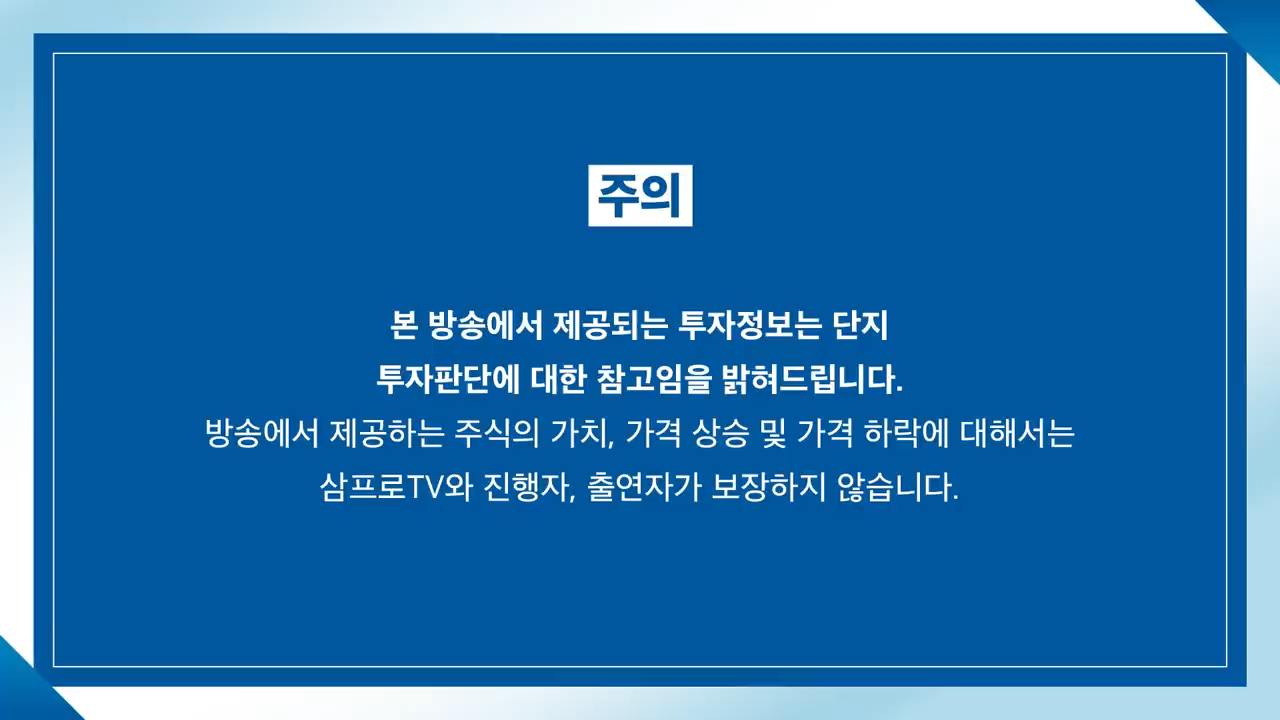 주의
본 방송에서 제공되는 투자정보는 단지
투자판단에 대한 참고임을 밝혀드립니다.
방송에서 제공하는 주식의 가치, 가격 상승 및 가격 하락에 대해서는
삼프로TV와 진행자, 출연자가 보장하지 않습니다.